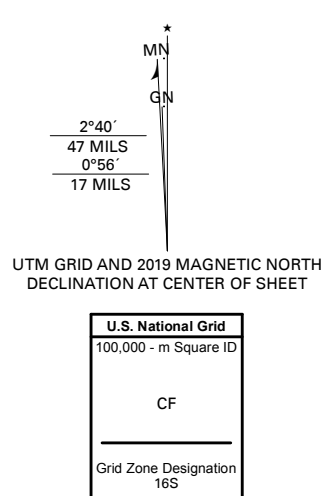 MN
GN
2°40´
47 MILS
0°56´
17 MILS
UTM GRID AND 2019 MAGNETIC NORTH
DECLINATION AT CENTER OF SHEET
U.S. National Grid
100,000 - m Square ID
CF
Grid Zone Designation
16S